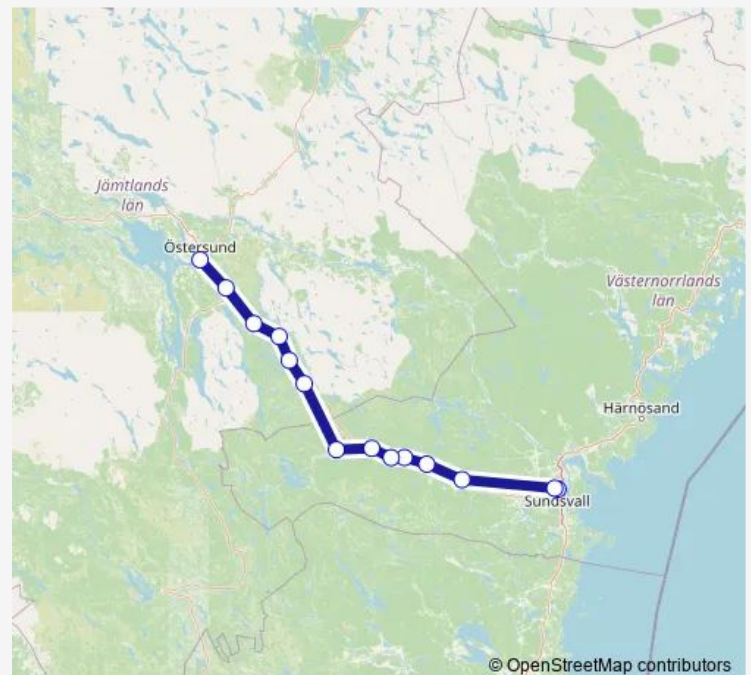 Jämtlands
län
Östersund
Västernorrlands
län
Härnösand
Sundsvall
© OpenStreetMap contributors